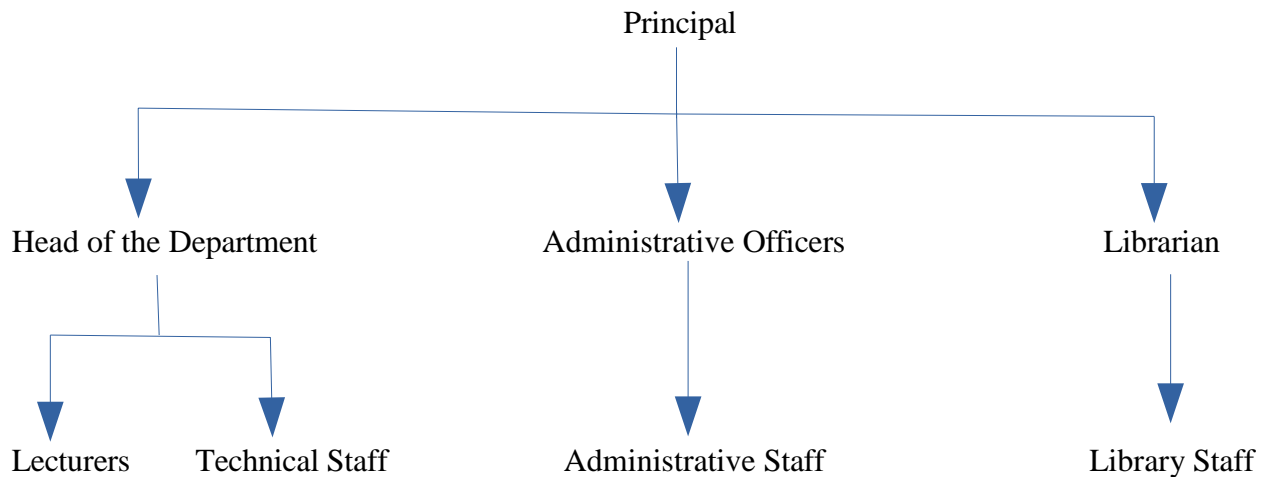 Principal
Head of the Department
Administrative Officers
Librarian
Lecturers
Technical Staff
Administrative Staff
Library Staff